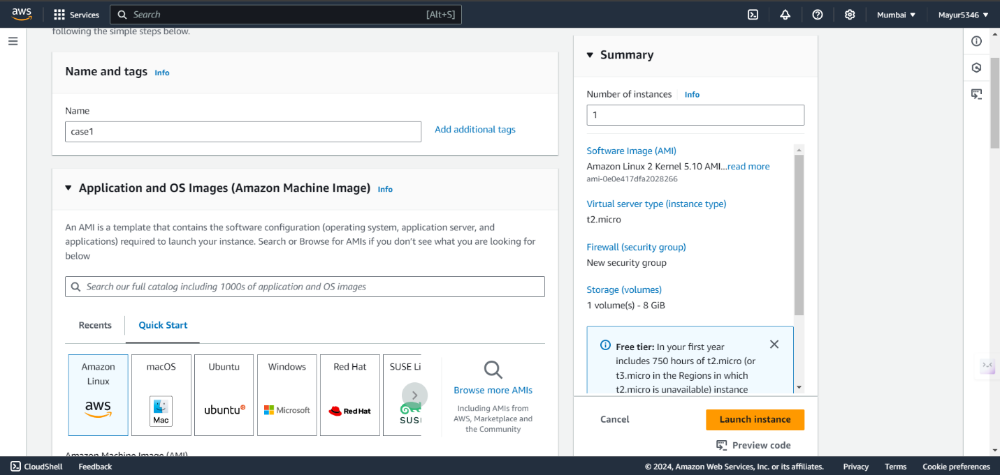 aws
Services
Search
[Alt+S]
Mumbai
Mayur5346
following the simple steps below.
Name and tags Info
Name
case1
Add additional tags
Application and OS Images (Amazon Machine Image) Info
An AMI is a template that contains the software configuration (operating system, application server, and
applications) required to launch your instance. Search or Browse for AMIs if you don't see what you are looking for
below
Search our full catalog including 1000s of application and OS images
Recents
Quick Start
Amazon
Linux
aws
macOS
Mac
Ubuntu
ubuntu
Windows
Microsoft
Red Hat
Red Hat
SUSE Li
SUS
Browse more AMIs
Including AMIs from
AWS, Marketplace and
the Community
Amazon Machine Image (AMI)
Summary
Number of instances Info
1
Software Image (AMI)
Amazon Linux 2 Kernel 5.10 AMI...read more
ami-0e0e417dfa2028266
Virtual server type (instance type)
t2.micro
Firewall (security group)
New security group
Storage (volumes)
1 volume(s) - 8 GiB
Free tier: In your first year
includes 750 hours of t2.micro (or
t3.micro in the Regions in which
t2.micro is unavailable) instance
Cancel
Launch instance
Preview code
CloudShell
Feedback
© 2024, Amazon Web Services, Inc. or its affiliates.
Privacy
Terms
Cookie preferences